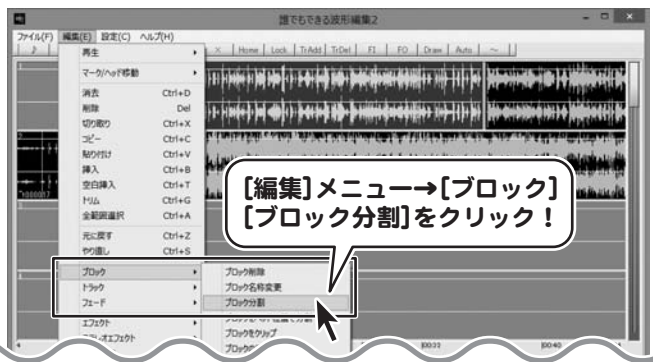 誰でもできる波形編集2
ファイル(F) 編集(E) 設定(C) ヘルプ(H)
× Home Lock TrAdd TrDel FI FO Draw Auto ～
再生
マーク/ヘッド移動
消去 Ctrl+D
削除 Del
切り取り Ctrl+X
コピー Ctrl+C
貼り付け Ctrl+V
挿入 Ctrl+B
空白挿入 Ctrl+T
トリム Ctrl+G
全範囲選択 Ctrl+A
元に戻す Ctrl+Z
やり直し Ctrl+S
[編集]メニュー→[ブロック]
[ブロック分割]をクリック！
ブロック
トラック
フェード
エフェクト
ブロック削除
ブロック名称変更
ブロック分割
ブロックをクリップ
00:33 00:40